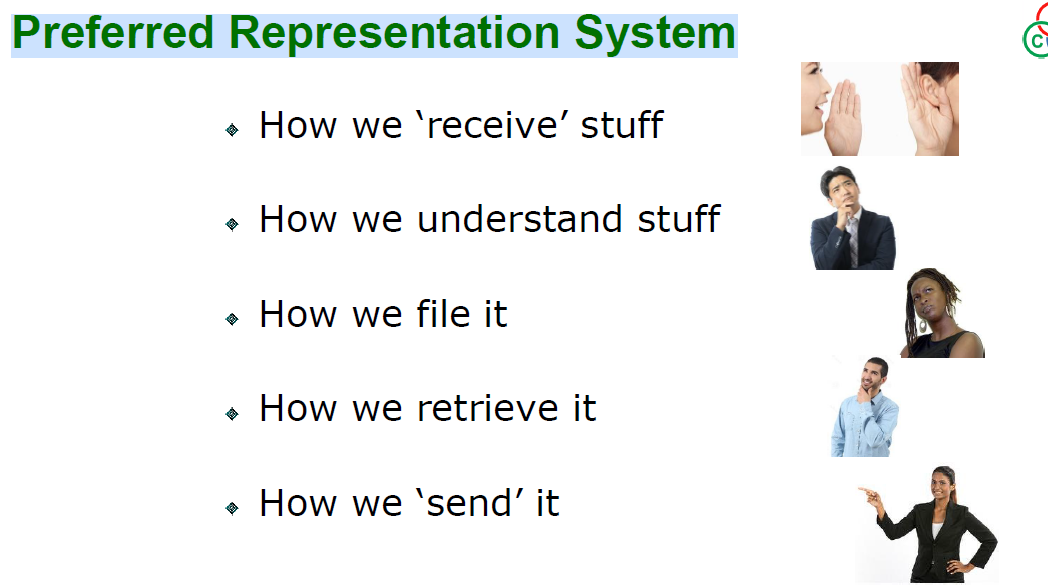 Preferred Representation System
How we ‘receive’ stuff
How we understand stuff
How we file it
How we retrieve it
How we ‘send’ it